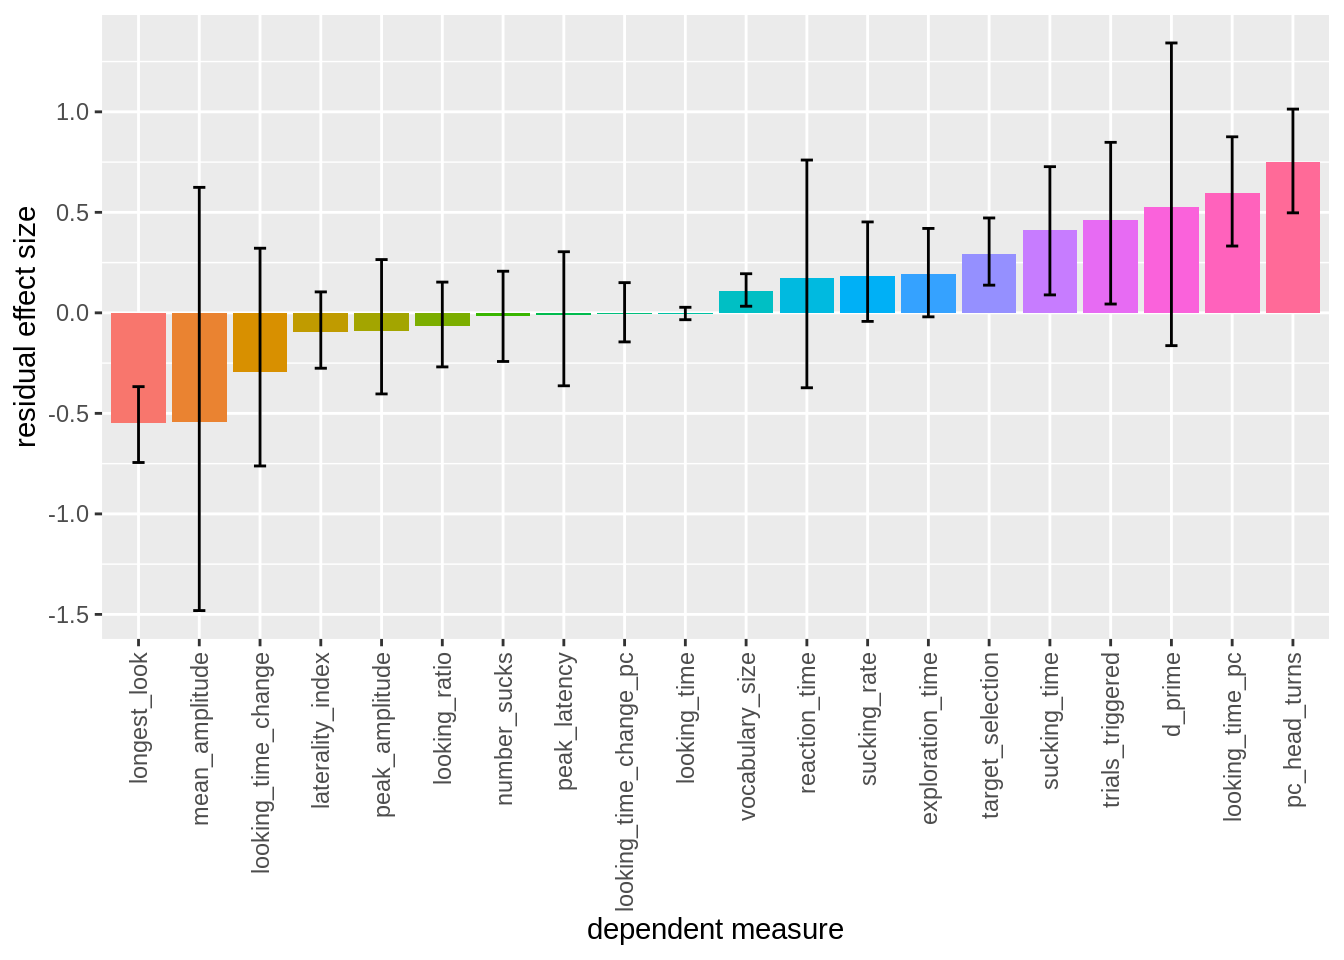 residual effect size
1.0
0.5
0.0
-0.5
-1.0
-1.5
longest_look
mean_amplitude
looking_time_change
laterality_index
peak_amplitude
looking_ratio
number_sucks
peak_latency
looking_time_change_pc
looking_time
vocabulary_size
reaction_time
sucking_rate
exploration_time
target_selection
sucking_time
trials_triggered
d_prime
looking_time_pc
pc_head_turns
dependent measure